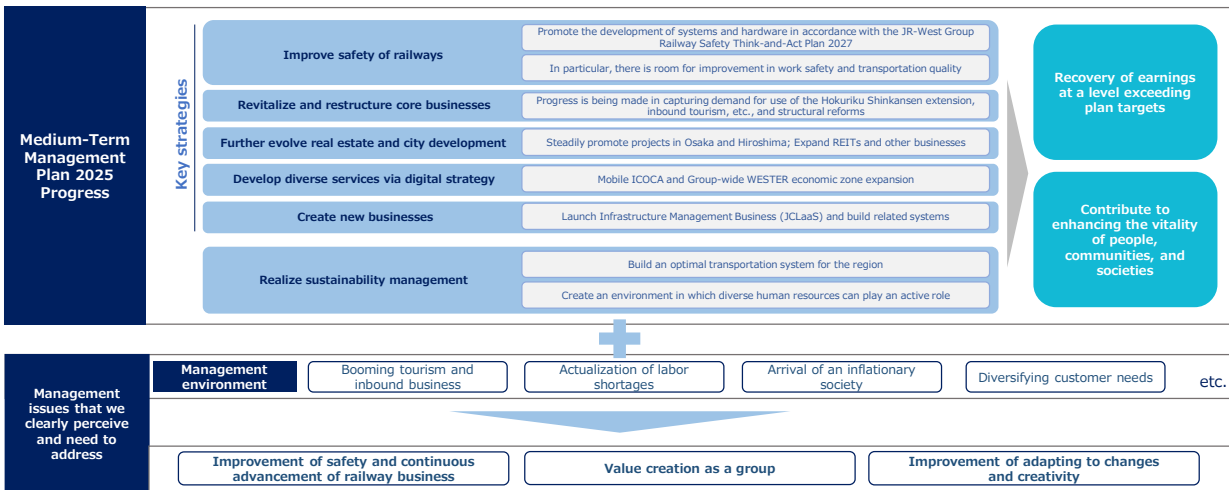 Medium-Term
Management
Plan 2025
Progress
Key strategies
Improve safety of railways
Promote the development of systems and hardware in accordance with the JR-West Group
Railway Safety Think-and-Act Plan 2027
In particular, there is room for improvement in work safety and transportation quality
Revitalize and restructure core businesses
Progress is being made in capturing demand for use of the Hokuriku Shinkansen extension,
inbound tourism, etc., and structural reforms
Further evolve real estate and city development
Steadily promote projects in Osaka and Hiroshima; Expand REITs and other businesses
Develop diverse services via digital strategy
Mobile ICOCA and Group-wide WESTER economic zone expansion
Create new businesses
Launch Infrastructure Management Business (JCLaaS) and build related systems
Realize sustainability management
Build an optimal transportation system for the region
Create an environment in which diverse human resources can play an active role
Recovery of earnings
at a level exceeding
plan targets
Contribute to
enhancing the vitality
of people,
communities, and
societies
Management
issues that we
clearly perceive
and need to
address
Management
environment
Booming tourism and
inbound business
Actualization of labor
shortages
Arrival of an inflationary
society
Diversifying customer needs
etc.
Improvement of safety and continuous
advancement of railway business
Value creation as a group
Improvement of adapting to changes
and creativity